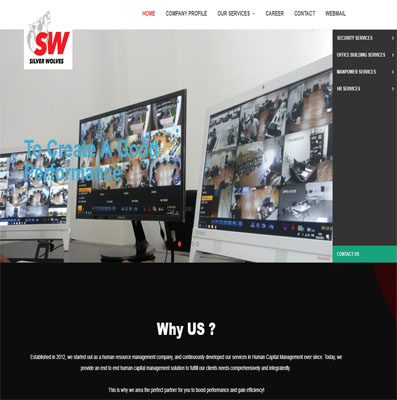 SW
SILVER WOLVES
HOME COMPANY PROFILE OUR SERVICES CAREER CONTACT WEBMAIL
SECURITY SERVICES
OFFICE BUILDING SERVICES
MANPOWER SERVICES
HR SERVICES
To Create A Good
Performance
CONTACT US
Why US ?
Established in 2012, we started out as a human resource management company, and continuously developed our services in Human Capital Management ever since. Today, we
provide an end to end human capital management solution to fulfill our clients needs comprehensively and integratedly.
This is why we area the perfect partner for you to boost performance and gain efficiency!